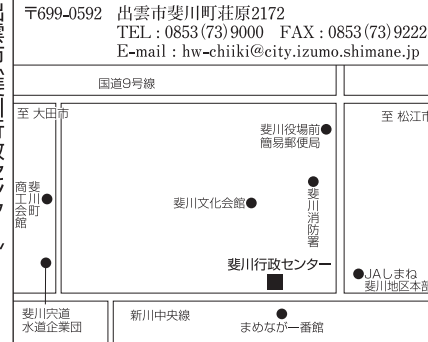 〒699-0592 出雲市斐川町荘原2172
TEL : 0853(73)9000 FAX : 0853(73)9222
E-mail : hw-chiiki@city.izumo.shimane.jp
国道9号線
至 大田市
至 松江市
斐川役場前
簡易郵便局
斐川町
商工会館
斐川文化会館
斐川消防署
斐川行政センター
JAしまね
斐川地区本部
斐川宍道
水道企業団
新川中央線
まめなが一番館